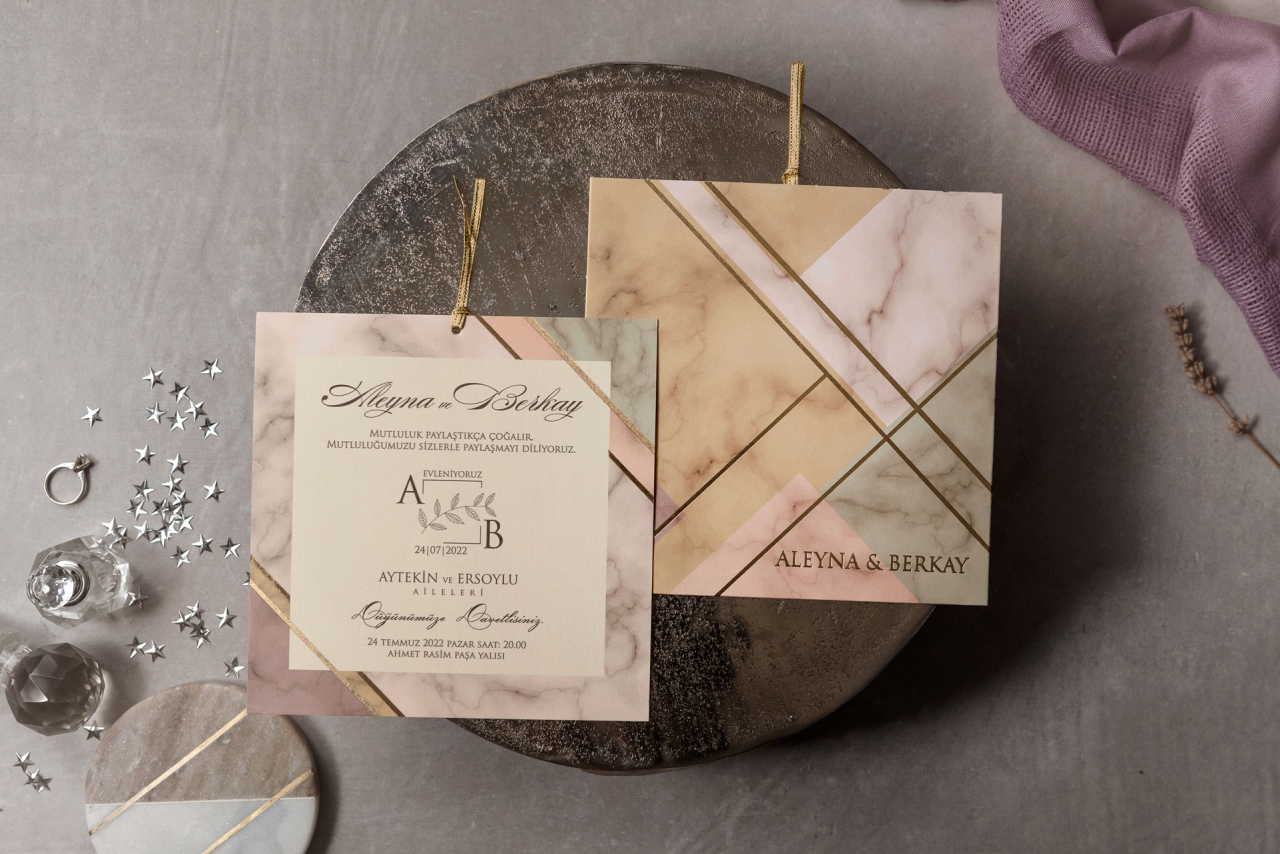 Aleyna ve Berkay
MUTLULUK PAYLAŞTIKÇA ÇOĞALIR.
MUTLULUĞUMUZU SİZLERLE PAYLAŞMAYI DİLİYORUZ.
EVLENİYORUZ
A
B
24|07|2022
AYTEKİN VE ERSOYLU
AİLELERİ
Düğünümüze Davetlisiniz.
24 TEMMUZ 2022 PAZAR SAAT: 20.00
AHMET RASİM PAŞA YALISI
ALEYNA & BERKAY